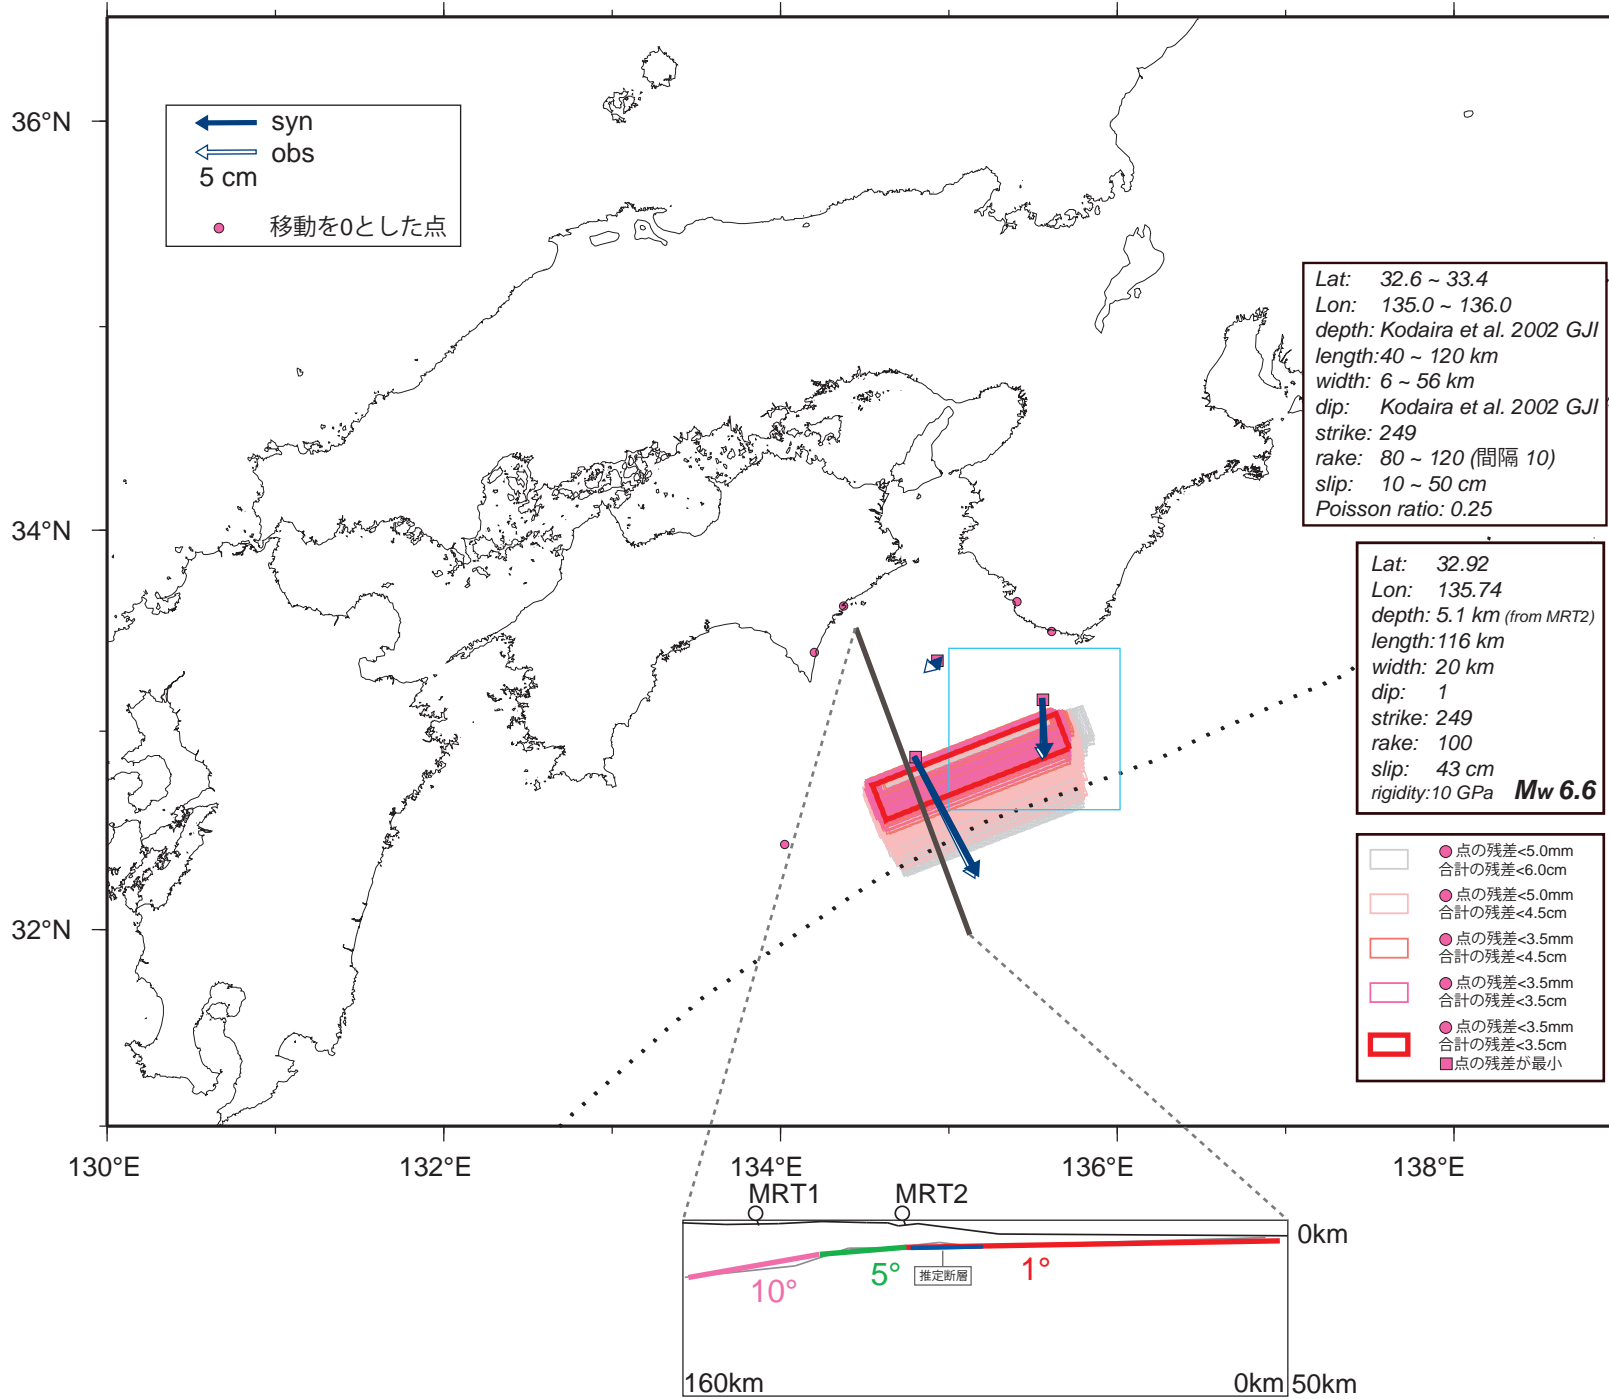 36°N
34°N
32°N
syn
obs
5 cm
移動を0とした点
Lat: 32.6 ~ 33.4
Lon: 135.0 ~ 136.0
depth: Kodaira et al. 2002 GJI
length:40 ~ 120 km
width: 6 ~ 56 km
dip: Kodaira et al. 2002 GJI
strike: 249
rake: 80 ~ 120 (間隔 10)
slip: 10 ~ 50 cm
Poisson ratio: 0.25
Lat: 32.92
Lon: 135.74
depth: 5.1 km (from MRT2)
length:116 km
width: 20 km
dip: 1
strike: 249
rake: 100
slip: 43 cm
rigidity:10 GPa Mw 6.6
点の残差<5.0mm
合計の残差<6.0cm
点の残差<5.0mm
合計の残差<4.5cm
点の残差<3.5mm
合計の残差<4.5cm
点の残差<3.5mm
合計の残差<3.5cm
点の残差<3.5mm
合計の残差<3.5cm
点の残差が最小
130°E 132°E 134°E 136°E 138°E
MRT1 MRT2
0km
10° 5° 推定断層 1°
160km 0km 50km